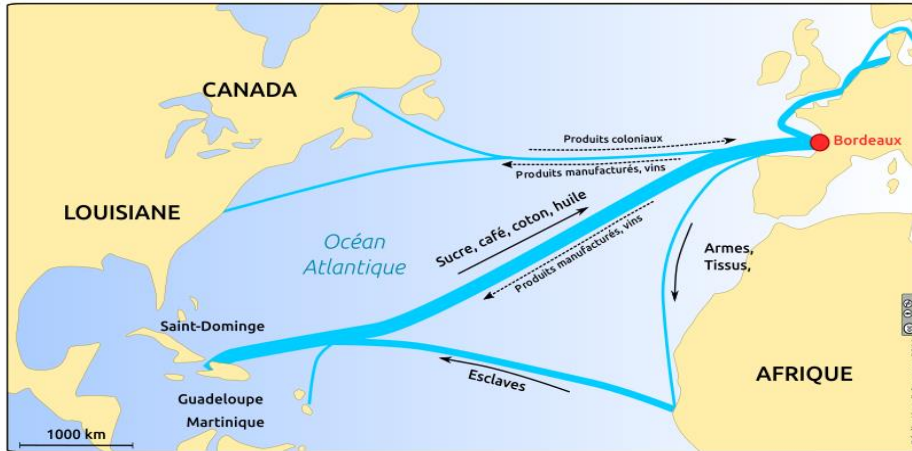 CANADA
Produits coloniaux
Bordeaux
Produits manufacturés, vins
LOUISIANE
Sucre, café, coton, huile
Océan
Atlantique
Produits manufacturés, vins
Armes,
Tissus,
Saint-Dominge
Esclaves
AFRIQUE
Guadeloupe
Martinique
1000 km